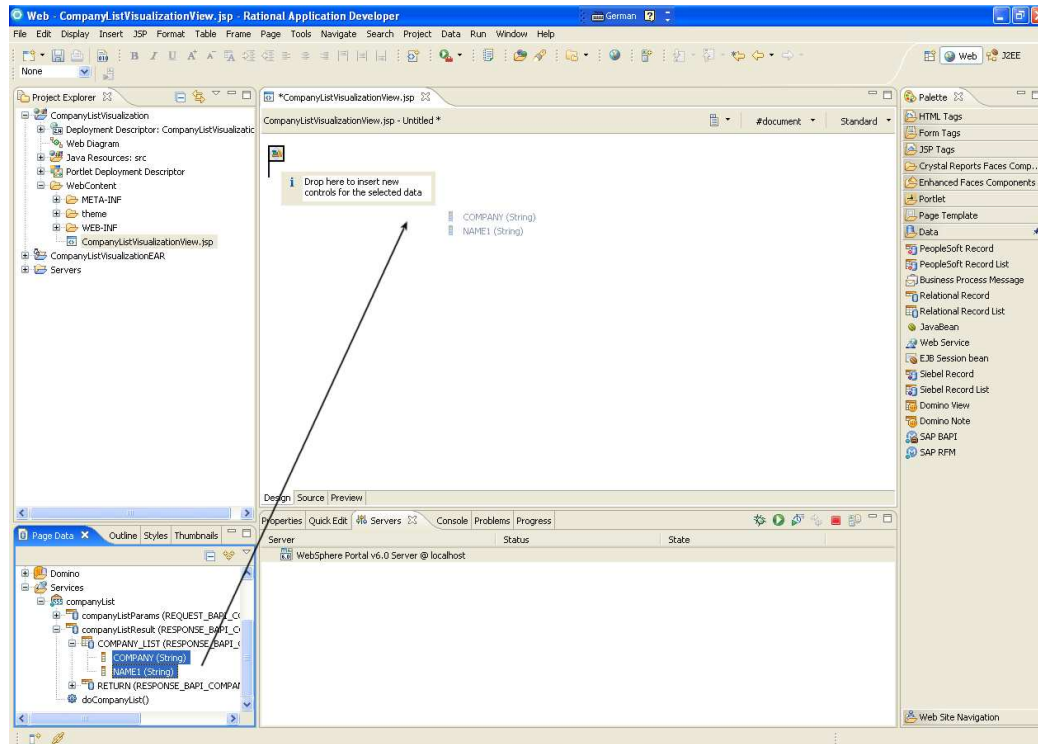 Web - CompanyListVisualizationView.jsp - Rational Application Developer
German
File Edit Display Insert JSP Format Table Frame Page Tools Navigate Search Project Data Run Window Help
B I U A A
None
Web J2EE
Project Explorer
CompanyListVisualization
Deployment Descriptor: CompanyListVisualizatic
Web Diagram
Java Resources: src
Portlet Deployment Descriptor
WebContent
META-INF
theme
WEB-INF
CompanyListVisualizationView.jsp
CompanyListVisualizationEAR
Servers
*CompanyListVisualizationView.jsp
CompanyListVisualizationView.jsp - Untitled *
#document Standard
Drop here to insert new
controls for the selected data
COMPANY (String)
NAME1 (String)
Design Source Preview
Palette
HTML Tags
Form Tags
JSP Tags
Crystal Reports Faces Comp...
Enhanced Faces Components
Portlet
Page Template
Data
PeopleSoft Record
PeopleSoft Record List
Business Process Message
Relational Record
Relational Record List
JavaBean
Web Service
EJB Session bean
Siebel Record
Siebel Record List
Domino View
Domino Note
SAP BAPI
SAP RFM
Web Site Navigation
Page Data Outline Styles Thumbnails
Domino
Services
companyList
companyListParams (REQUEST_BAPI_C
companyListResult (RESPONSE_BAPI_C
COMPANY_LIST (RESPONSE_BAPI_
COMPANY (String)
NAME1 (String)
RETURN (RESPONSE_BAPI_COMPA
doCompanyList()
Properties Quick Edit Servers Console Problems Progress
Server Status State
WebSphere Portal v6.0 Server @ localhost